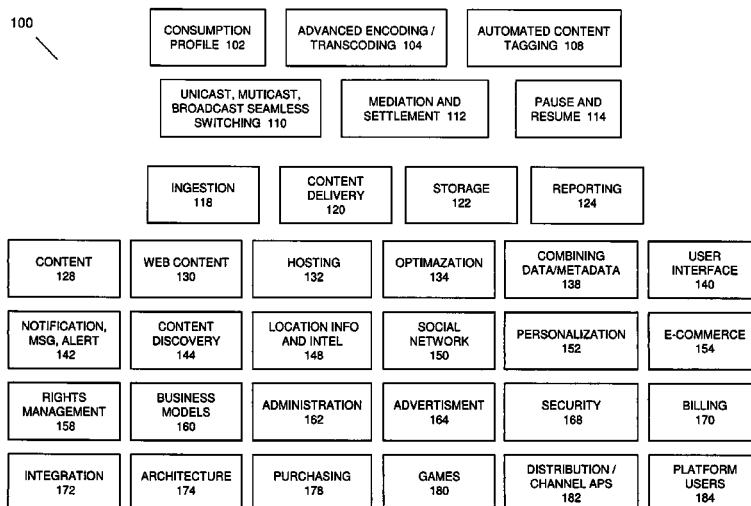 100
CONSUMPTION
PROFILE 102
ADVANCED ENCODING /
TRANSCODING 104
AUTOMATED CONTENT
TAGGING 108
UNICAST, MUTICAST,
BROADCAST SEAMLESS
SWITCHING 110
MEDIATION AND
SETTLEMENT 112
PAUSE AND
RESUME 114
INGESTION
118
CONTENT
DELIVERY
120
STORAGE
122
REPORTING
124
CONTENT
128
WEB CONTENT
130
HOSTING
132
OPTIMAZATION
134
COMBINING
DATA/METADATA
138
USER
INTERFACE
140
NOTIFICATION,
MSG, ALERT
142
CONTENT
DISCOVERY
144
LOCATION INFO
AND INTEL
148
SOCIAL
NETWORK
150
PERSONALIZATION
152
E-COMMERCE
154
RIGHTS
MANAGEMENT
158
BUSINESS
MODELS
160
ADMINISTRATION
162
ADVERTISMENT
164
SECURITY
168
BILLING
170
INTEGRATION
172
ARCHITECTURE
174
PURCHASING
178
GAMES
180
DISTRIBUTION /
CHANNEL APS
182
PLATFORM
USERS
184